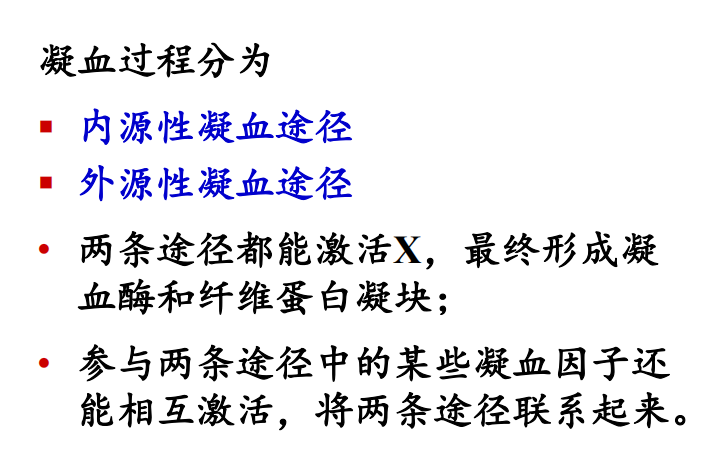 凝血过程分为
▪ 内源性凝血途径
▪ 外源性凝血途径
• 两条途径都能激活X，最终形成凝
血酶和纤维蛋白凝块；
• 参与两条途径中的某些凝血因子还
能相互激活，将两条途径联系起来。